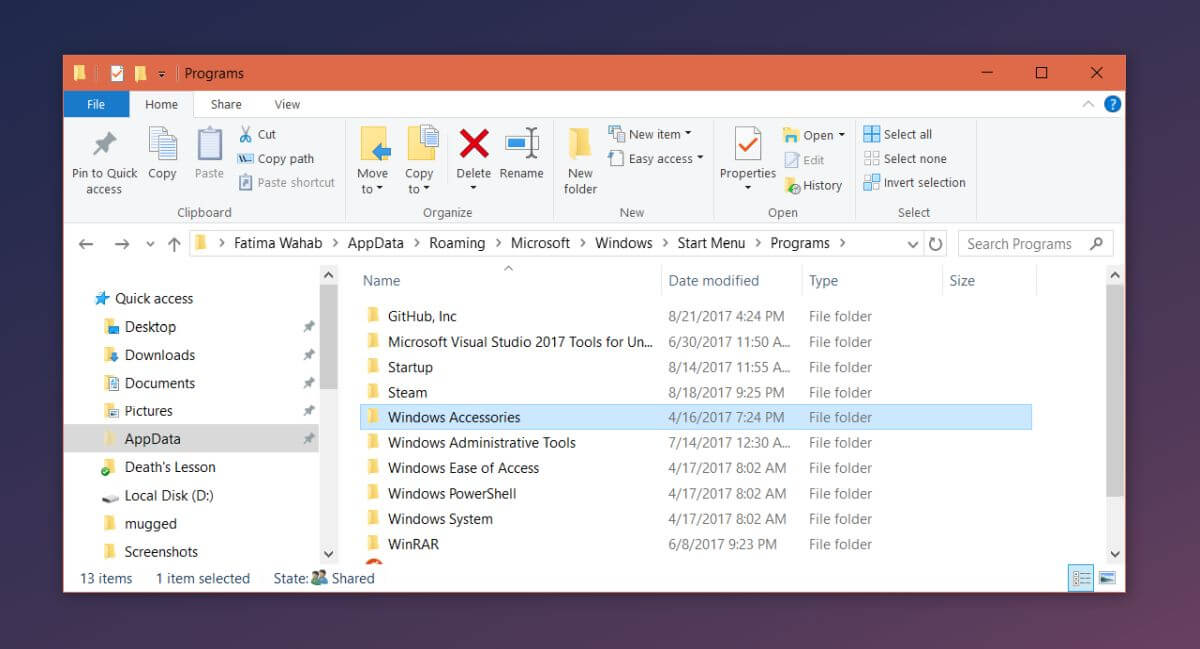 Programs
File Home Share View
Pin to Quick access
Copy
Paste
Cut
Copy path
Paste shortcut
Clipboard
Move to
Copy to
Delete
Rename
Organize
New folder
New item
Easy access
New
Properties
Open
Edit
History
Open
Select all
Select none
Invert selection
Select
Fatima Wahab > AppData > Roaming > Microsoft > Windows > Start Menu > Programs >
Search Programs
Quick access
Desktop
Downloads
Documents
Pictures
AppData
Death's Lesson
Local Disk (D:)
mugged
Screenshots
Name Date modified Type Size
GitHub, Inc 8/21/2017 4:24 PM File folder
Microsoft Visual Studio 2017 Tools for Un... 6/30/2017 11:50 A... File folder
Startup 8/14/2017 11:55 A... File folder
Steam 8/18/2017 9:25 PM File folder
Windows Accessories 4/16/2017 7:24 PM File folder
Windows Administrative Tools 7/14/2017 12:30 A... File folder
Windows Ease of Access 4/17/2017 8:02 AM File folder
Windows PowerShell 4/17/2017 8:02 AM File folder
Windows System 4/17/2017 8:02 AM File folder
WinRAR 6/8/2017 9:23 PM File folder
13 items 1 item selected State: Shared